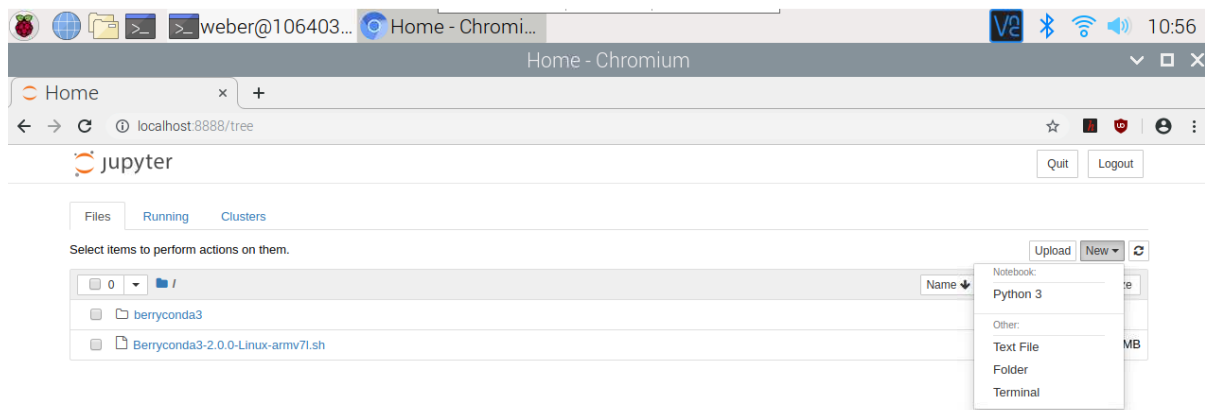 weber@106403... Home - Chromi... VNC 10:56
Home - Chromium
Home × +
localhost:8888/tree
jupyter Quit Logout
Files Running Clusters
Select items to perform actions on them. Upload New
0 / Name ze
berryconda3
Berryconda3-2.0.0-Linux-armv7l.sh MB
Notebook:
Python 3
Other:
Text File
Folder
Terminal